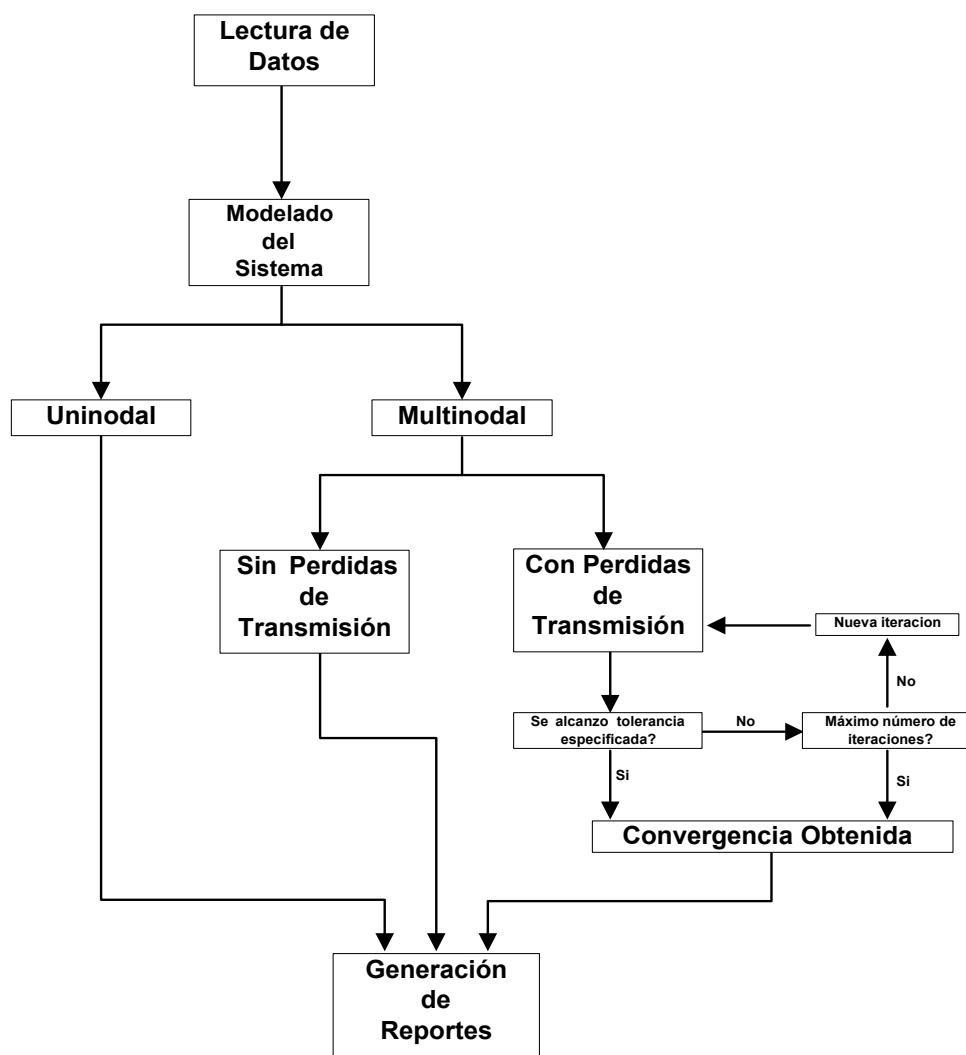 Lectura de
Datos
Modelado
del
Sistema
Uninodal
Multinodal
Sin Perdidas
de
Transmisión
Con Perdidas
de
Transmisión
Nueva iteracion
No
Se alcanzo tolerancia
especificada?
No
Máximo número de
iteraciones?
Si
Si
Convergencia Obtenida
Generación
de
Reportes